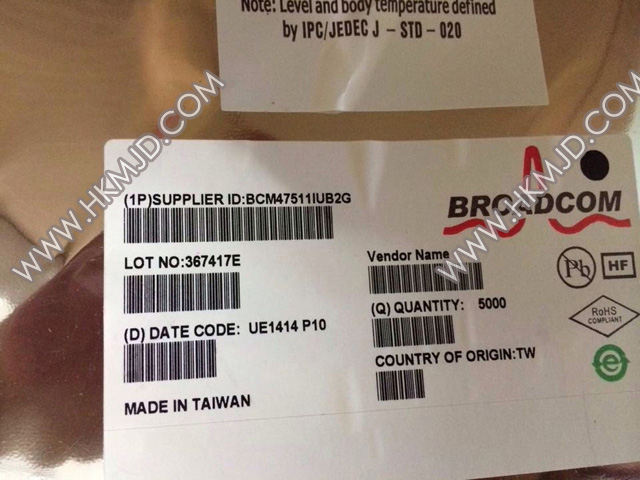 Note: Level and body temperature defined
by IPC/JEDEC J - STD - 020
(1P)SUPPLIER ID:BCM47511IUB2G
BROADCOM
LOT NO:367417E
Vendor Name
Pb
HF
(D) DATE CODE: UE1414 P10
(Q) QUANTITY: 5000
RoHS
COMPLIANT
COUNTRY OF ORIGIN:TW
e
MADE IN TAIWAN
WWW.HKMJD.COM
WWW.HKMJD.COM